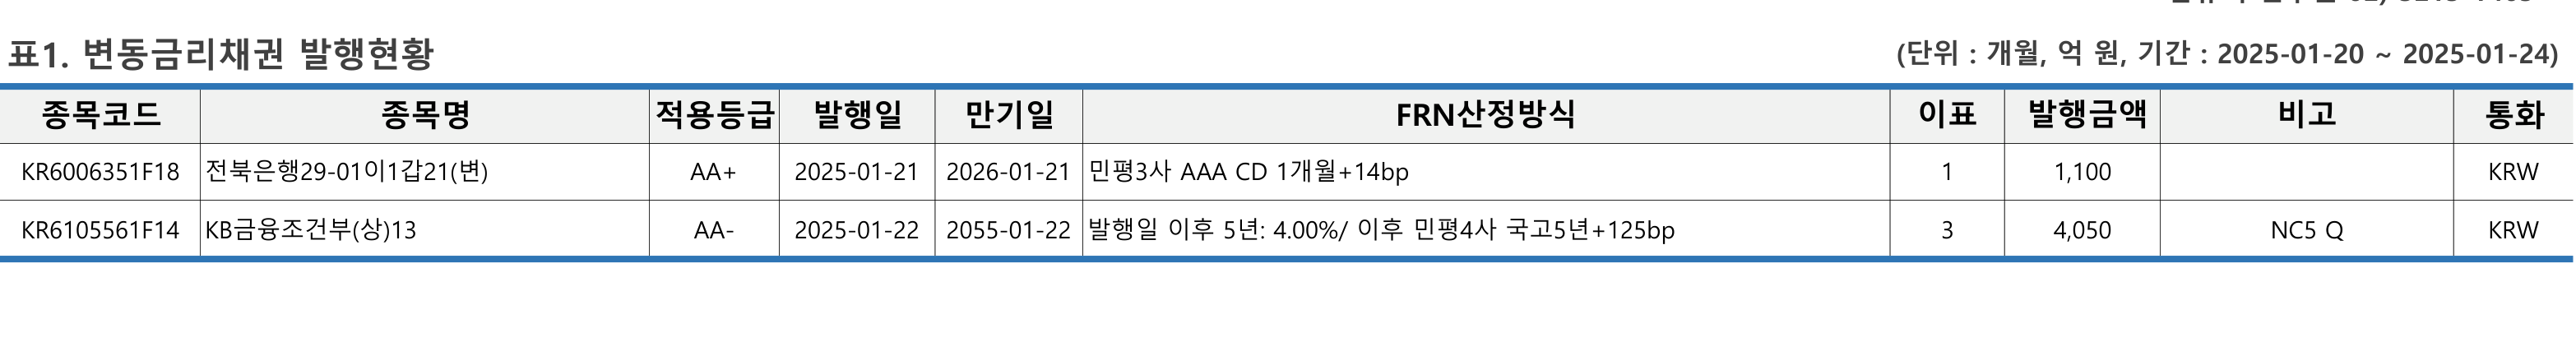 표1. 변동금리채권 발행현황 (단위 : 개월, 억 원, 기간 : 2025-01-20 ~ 2025-01-24)
종목코드 종목명 적용등급 발행일 만기일 FRN산정방식 이표 발행금액 비고 통화
KR6006351F18 전북은행29-01이1갑21(변) AA+ 2025-01-21 2026-01-21 민평3사 AAA CD 1개월+14bp 1 1,100 KRW
KR6105561F14 KB금융조건부(상)13 AA- 2025-01-22 2055-01-22 발행일 이후 5년: 4.00%/ 이후 민평4사 국고5년+125bp 3 4,050 NC5 Q KRW